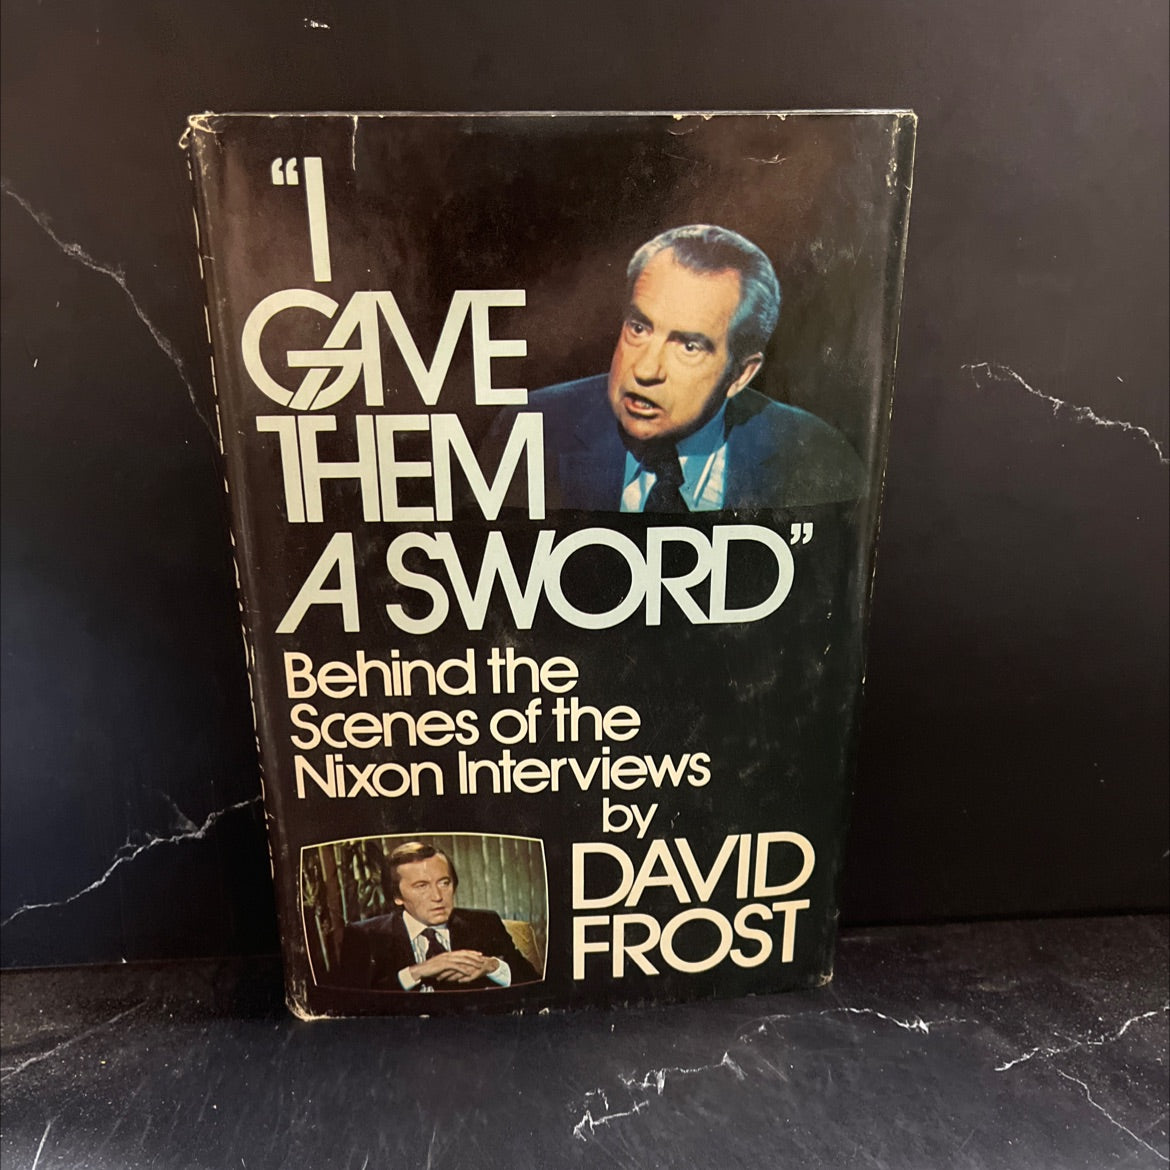 “I
GAVE
THEM
A SWORD”
Behind the
Scenes of the
Nixon Interviews
by
DAVID
FROST